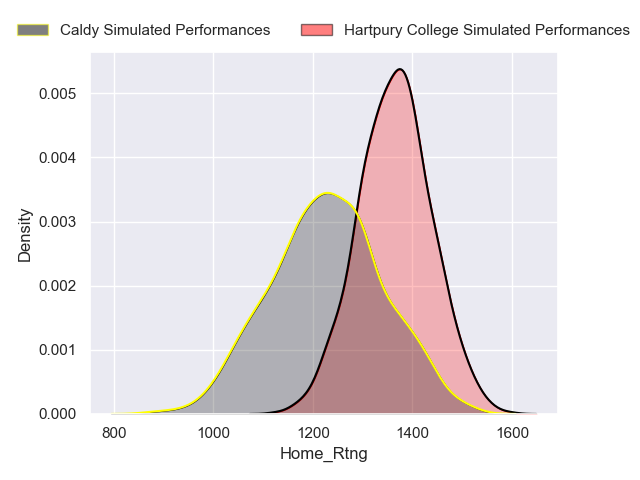 Caldy Simulated Performances
Hartpury College Simulated Performances
0.005
0.004
0.003
0.002
0.001
0.000
Density
800
1000
1200
1400
1600
Home_Rtng